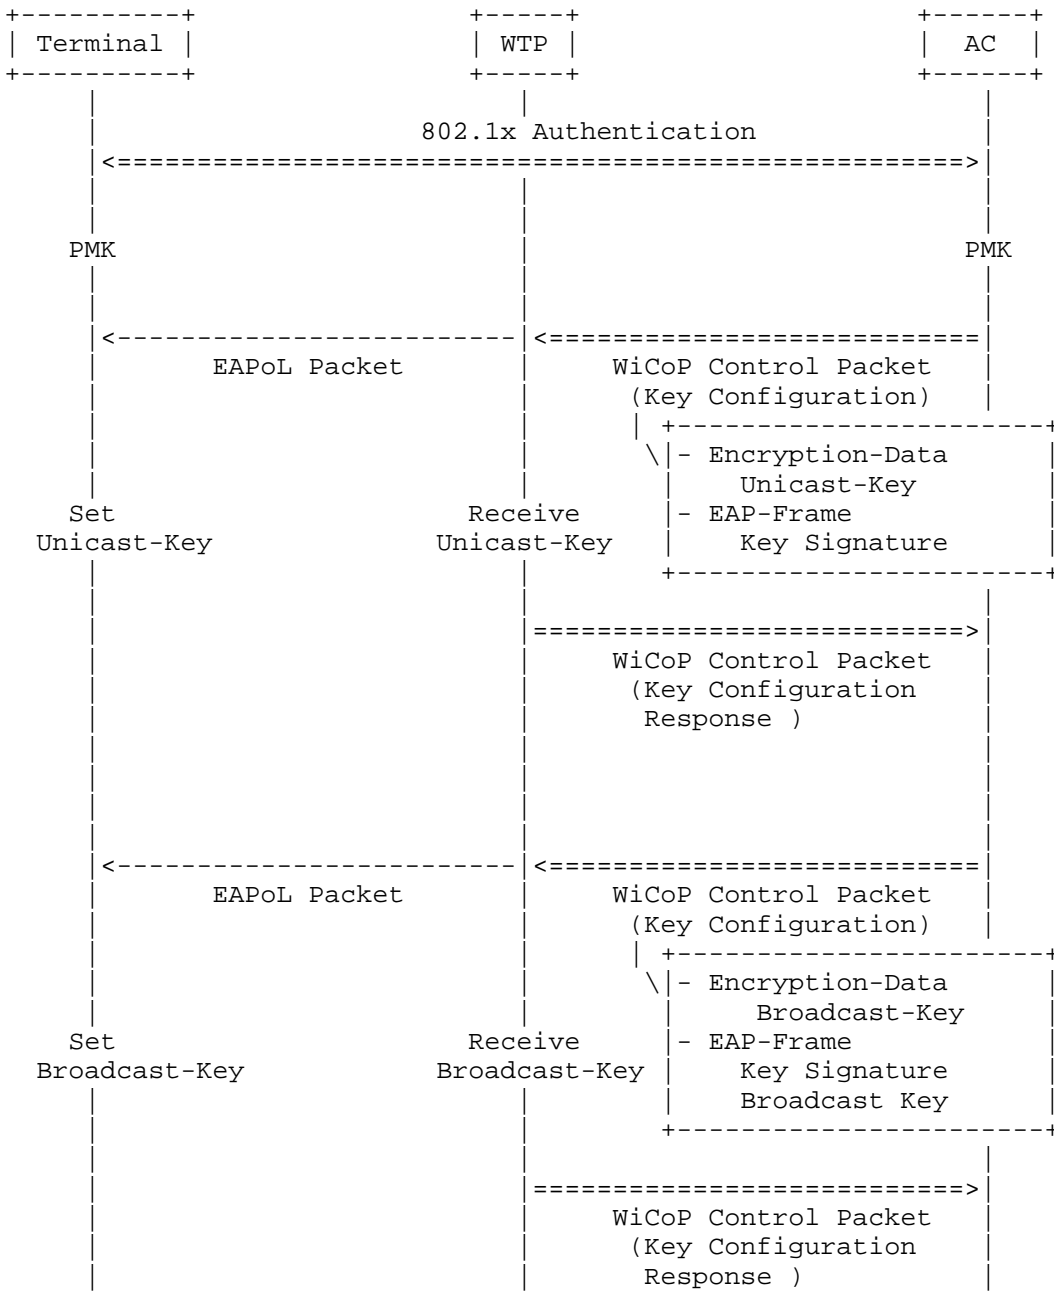 Terminal WTP AC
802.1x Authentication
PMK PMK
EAPoL Packet WiCoP Control Packet
(Key Configuration)
- Encryption-Data
Unicast-Key
Set Receive - EAP-Frame
Unicast-Key Unicast-Key Key Signature
WiCoP Control Packet
(Key Configuration
Response )
EAPoL Packet WiCoP Control Packet
(Key Configuration)
- Encryption-Data
Broadcast-Key
Set Receive - EAP-Frame
Broadcast-Key Broadcast-Key Key Signature
Broadcast Key
WiCoP Control Packet
(Key Configuration
Response )